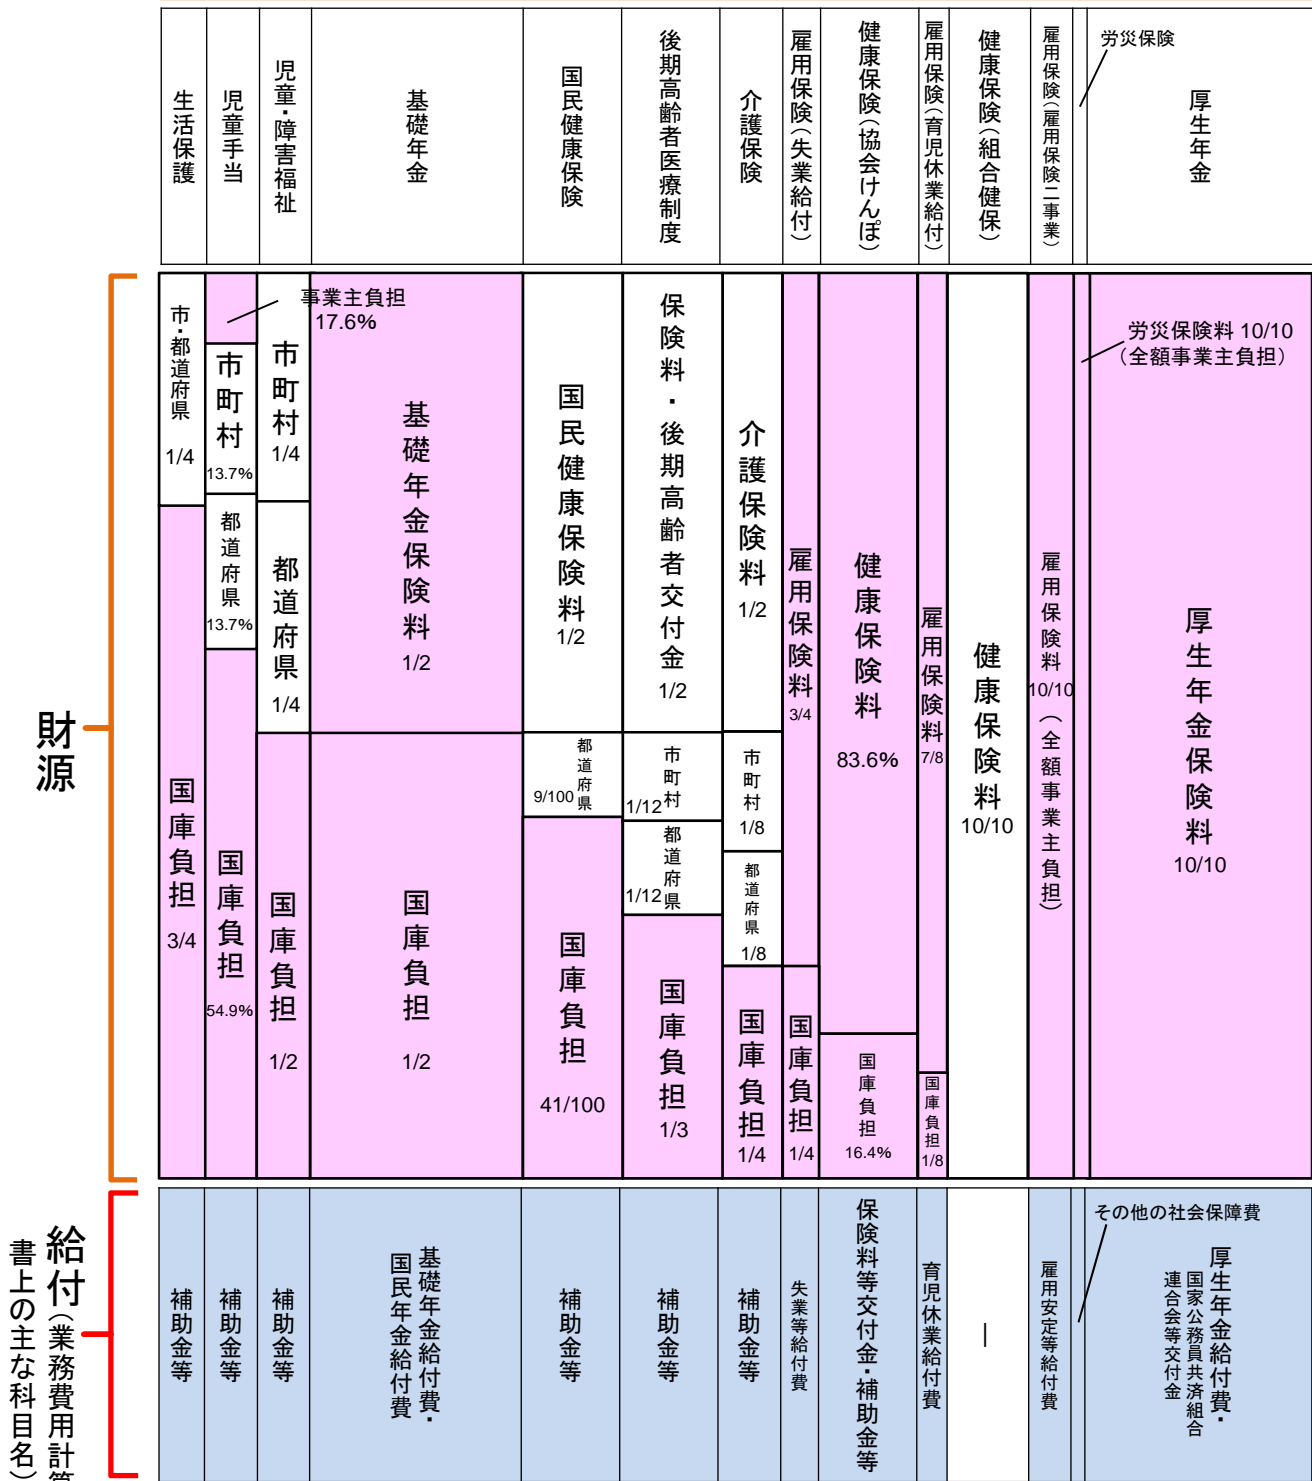 生活保護
児童手当
児童・障害福祉
基礎年金
国民健康保険
後期高齢者医療制度
介護保険
雇用保険(失業給付)
健康保険(協会けんぽ)
雇用保険(育児休業給付)
健康保険(組合健保)
雇用保険(雇用保険二事業)
労災保険
厚生年金
財源
市・都道府県
1/4
国庫負担
3/4
事業主負担
17.6%
市町村
13.7%
都道府県
13.7%
国庫負担
54.9%
市町村
1/4
都道府県
1/4
国庫負担
1/2
基礎年金保険料
1/2
国庫負担
1/2
国民健康保険料
1/2
都道府県
9/100
国庫負担
41/100
保険料・後期高齢者交付金
1/2
市町村
1/12
都道府県
1/12
国庫負担
1/3
介護保険料
1/2
市町村
1/8
都道府県
1/8
国庫負担
1/4
雇用保険料
3/4
国庫負担
1/4
健康保険料
83.6%
国庫負担
16.4%
雇用保険料
7/8
国庫負担
1/8
健康保険料
10/10
雇用保険料
10/10
(全額事業主負担)
労災保険料 10/10
(全額事業主負担)
厚生年金保険料
10/10
給付(業務費用計算
書上の主な科目名)
補助金等
補助金等
補助金等
基礎年金給付費・
国民年金給付費
補助金等
補助金等
補助金等
失業等給付費
保険料等交付金・補助金等
育児休業給付費
―
雇用安定等給付費
その他の社会保障費
厚生年金給付費・
国家公務員共済組合
連合会等交付金